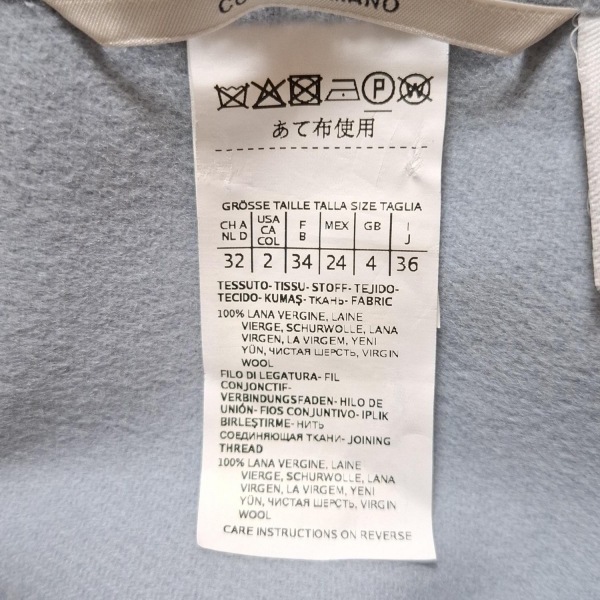 MANO
P W
あて布使用
GRÖSSE TAILLE TALLA SIZE TAGLIA
CH A NL D USA CA COL F B MEX GB I J
32 2 34 24 4 36
TESSUTO- TISSU- STOFF- TEJIDO-
TECIDO- KUMAŞ- ТКАНЬ- FABRIC
100% LANA VERGINE, LAINE
VIERGE, SCHURWOLLE, LANA
VIRGEN, LA VIRGEM, YENI
YÜN, ЧИСТАЯ ШЕРСТЬ, VIRGIN
WOOL
FILO DI LEGATURA- FIL
CONJONCTIF-
VERBINDUNGSFADEN- HILO DE
UNIÓN- FIOS CONJUNTIVO- IPLIK
BIRLEŞTIRME- НИТЬ
СОЕДИНЯЮЩАЯ ТКАНИ- JOINING
THREAD
100% LANA VERGINE, LAINE
VIERGE, SCHURWOLLE, LANA
VIRGEN, LA VIRGEM, YENI
YÜN, ЧИСТАЯ ШЕРСТЬ, VIRGIN
WOOL
CARE INSTRUCTIONS ON REVERSE